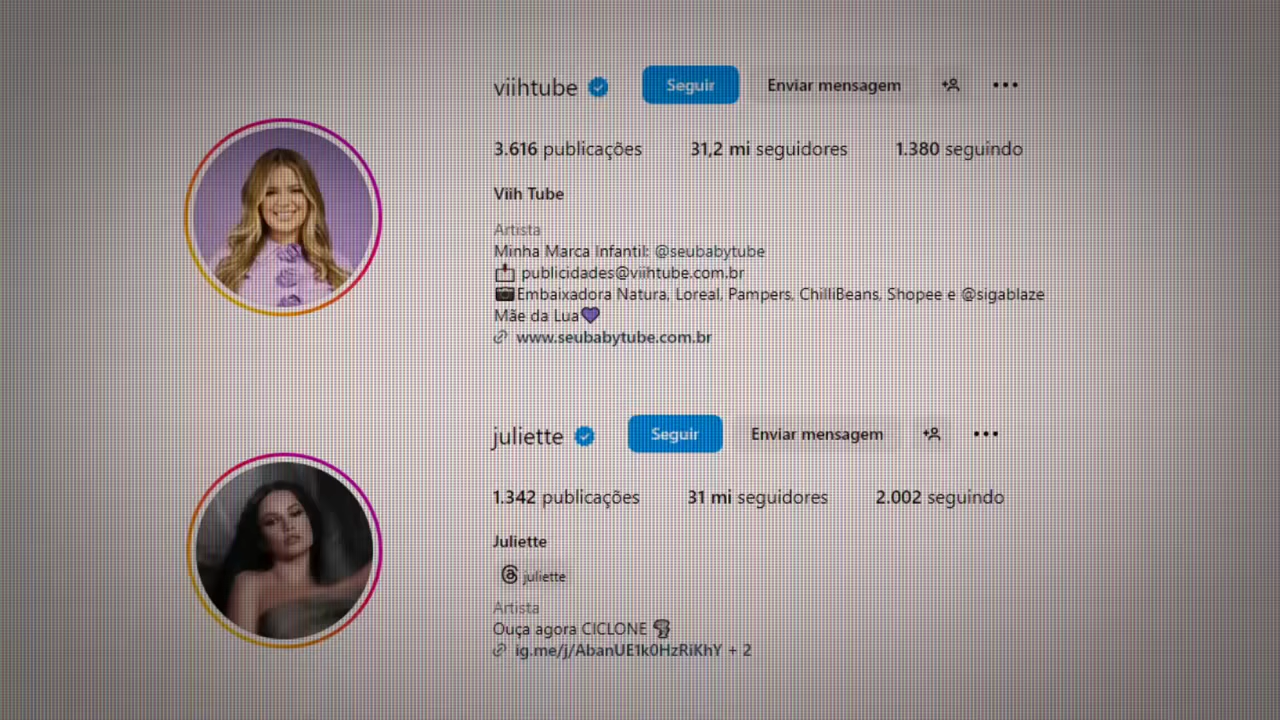 viihtube Seguir Enviar mensagem
3.616 publicações 31,2 mi seguidores 1.380 seguindo
Viih Tube
Artista
Minha Marca Infantil: @seubabytube
publicidades@viihtube.com.br
Embaixadora Natura, Loreal, Pampers, ChilliBeans, Shopee e @sigablaze
Mãe da Lua💜
www.seubabytube.com.br
juliette Seguir Enviar mensagem
1.342 publicações 31 mi seguidores 2.002 seguindo
Juliette
juliette
Artista
Ouça agora CICLONE 🌪
ig.me/j/AbanUE1k0HzRiKhY + 2